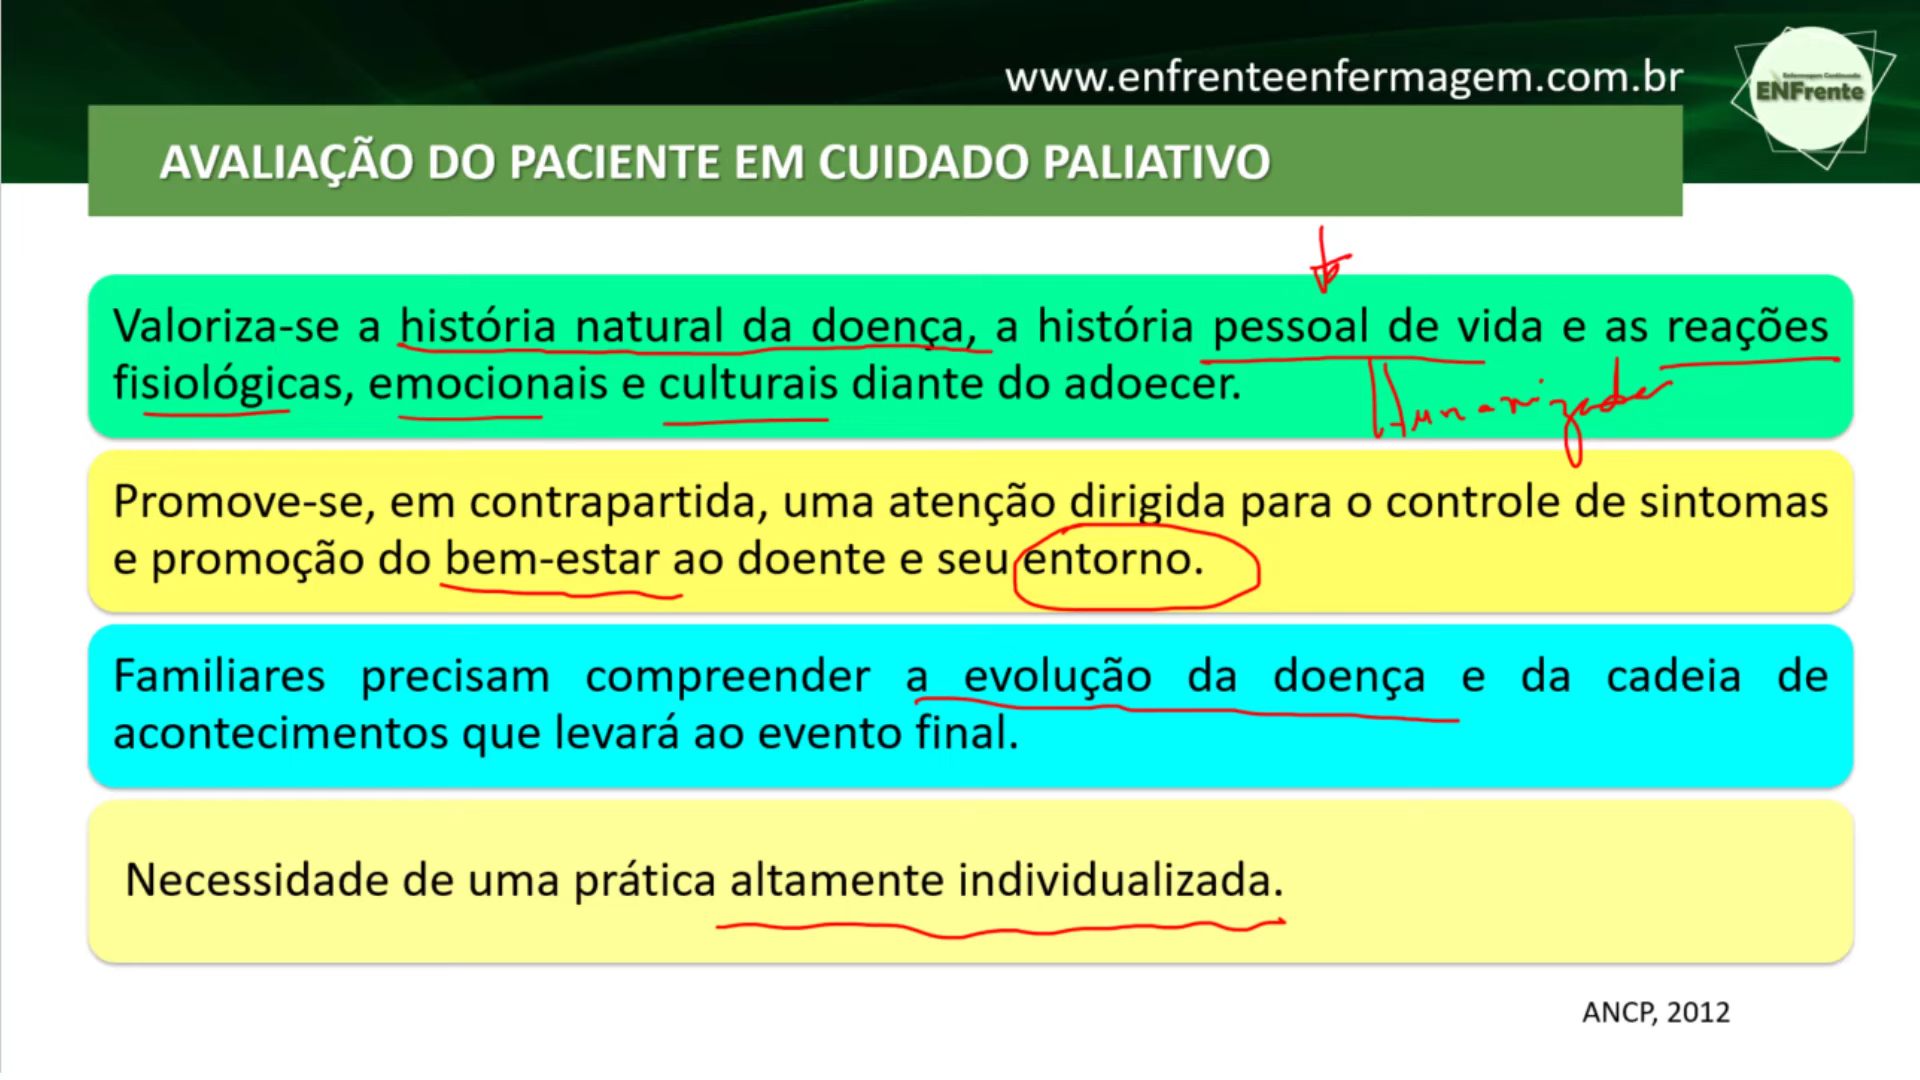 www.enfrenteenfermagem.com.br
Enfermagem Continuada
ENFrente
AVALIAÇÃO DO PACIENTE EM CUIDADO PALIATIVO
Valoriza-se a história natural da doença, a história pessoal de vida e as reações
fisiológicas, emocionais e culturais diante do adoecer.
Humanizada
Promove-se, em contrapartida, uma atenção dirigida para o controle de sintomas
e promoção do bem-estar ao doente e seu entorno.
Familiares precisam compreender a evolução da doença e da cadeia de
acontecimentos que levará ao evento final.
Necessidade de uma prática altamente individualizada.
ANCP, 2012